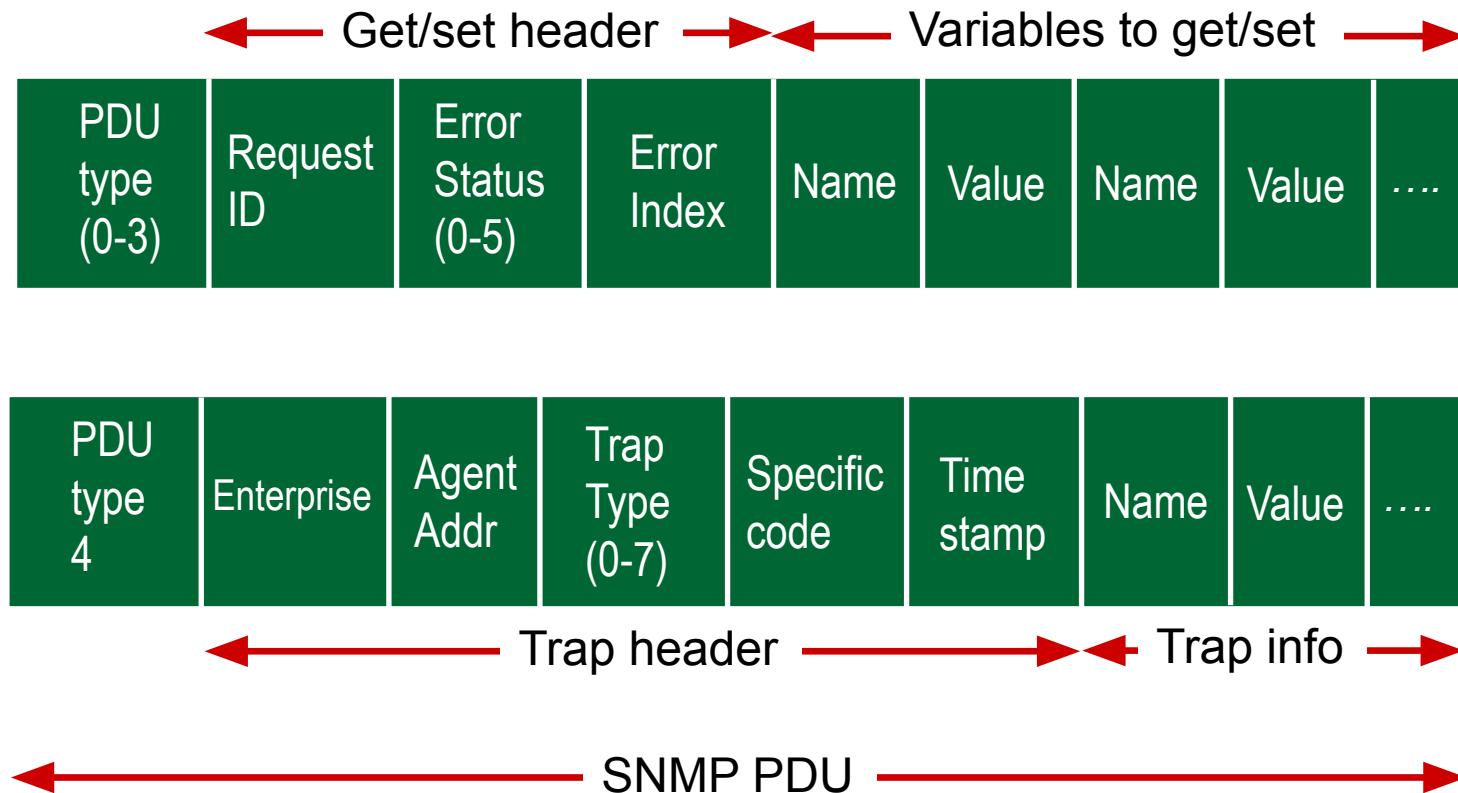 Get/set header
Variables to get/set
PDU
type
(0-3)
Request
ID
Error
Status
(0-5)
Error
Index
Name
Value
Name
Value
....
PDU
type
4
Enterprise
Agent
Addr
Trap
Type
(0-7)
Specific
code
Time
stamp
Name
Value
....
Trap header
Trap info
SNMP PDU